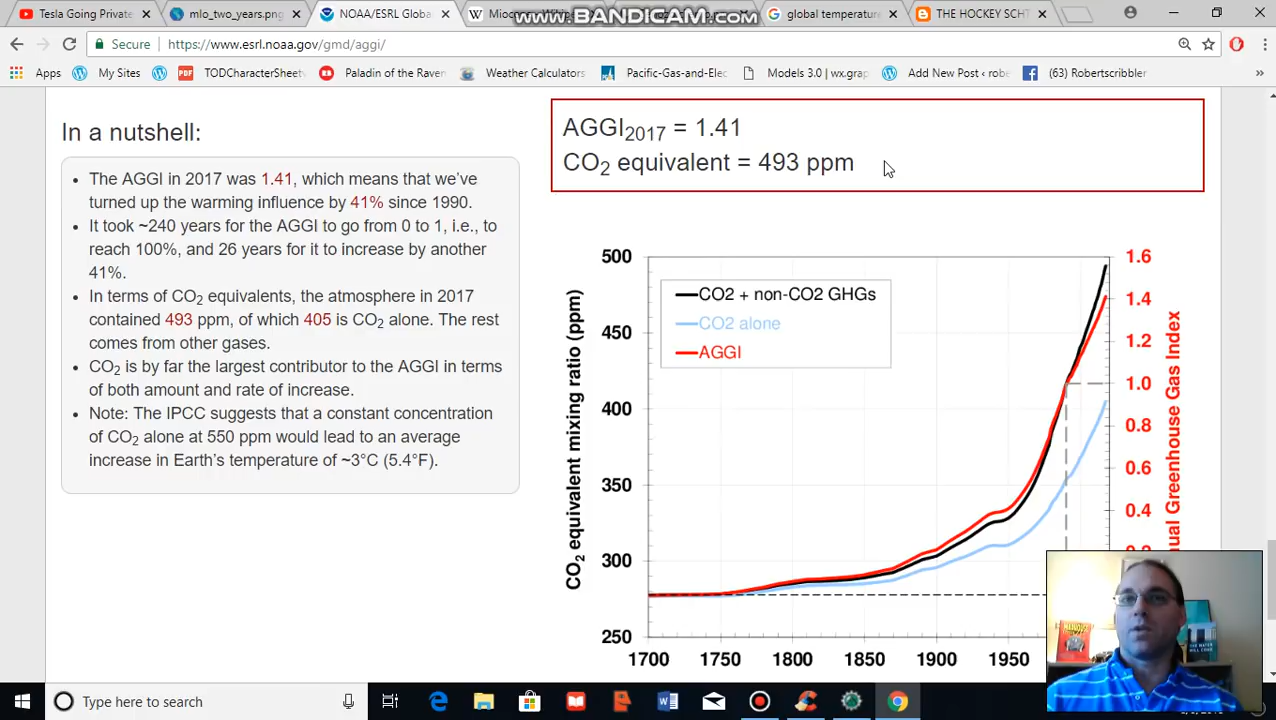 Tesla Going Private
mlo_two_years.png
NOAA/ESRL Globa
www.BANDICAM.com
global temperature
THE HOCKEY SCHT
Secure
https://www.esrl.noaa.gov/gmd/aggi/
Apps
My Sites
TODCharacterSheets
Paladin of the Raven
Weather Calculators
Pacific-Gas-and-Elec
Models 3.0 | wx.grap
Add New Post ‹ robe
(63) Robertscribbler
In a nutshell:
The AGGI in 2017 was 1.41, which means that we've
turned up the warming influence by 41% since 1990.
It took ~240 years for the AGGI to go from 0 to 1, i.e., to
reach 100%, and 26 years for it to increase by another
41%.
In terms of CO2 equivalents, the atmosphere in 2017
contained 493 ppm, of which 405 is CO2 alone. The rest
comes from other gases.
CO2 is by far the largest contributor to the AGGI in terms
of both amount and rate of increase.
Note: The IPCC suggests that a constant concentration
of CO2 alone at 550 ppm would lead to an average
increase in Earth's temperature of ~3°C (5.4°F).
AGGI2017 = 1.41
CO2 equivalent = 493 ppm
500
450
400
350
300
250
CO2 equivalent mixing ratio (ppm)
CO2 + non-CO2 GHGs
CO2 alone
AGGI
1.6
1.4
1.2
1.0
0.8
0.6
0.4
nual Greenhouse Gas Index
1700
1750
1800
1850
1900
1950
Type here to search